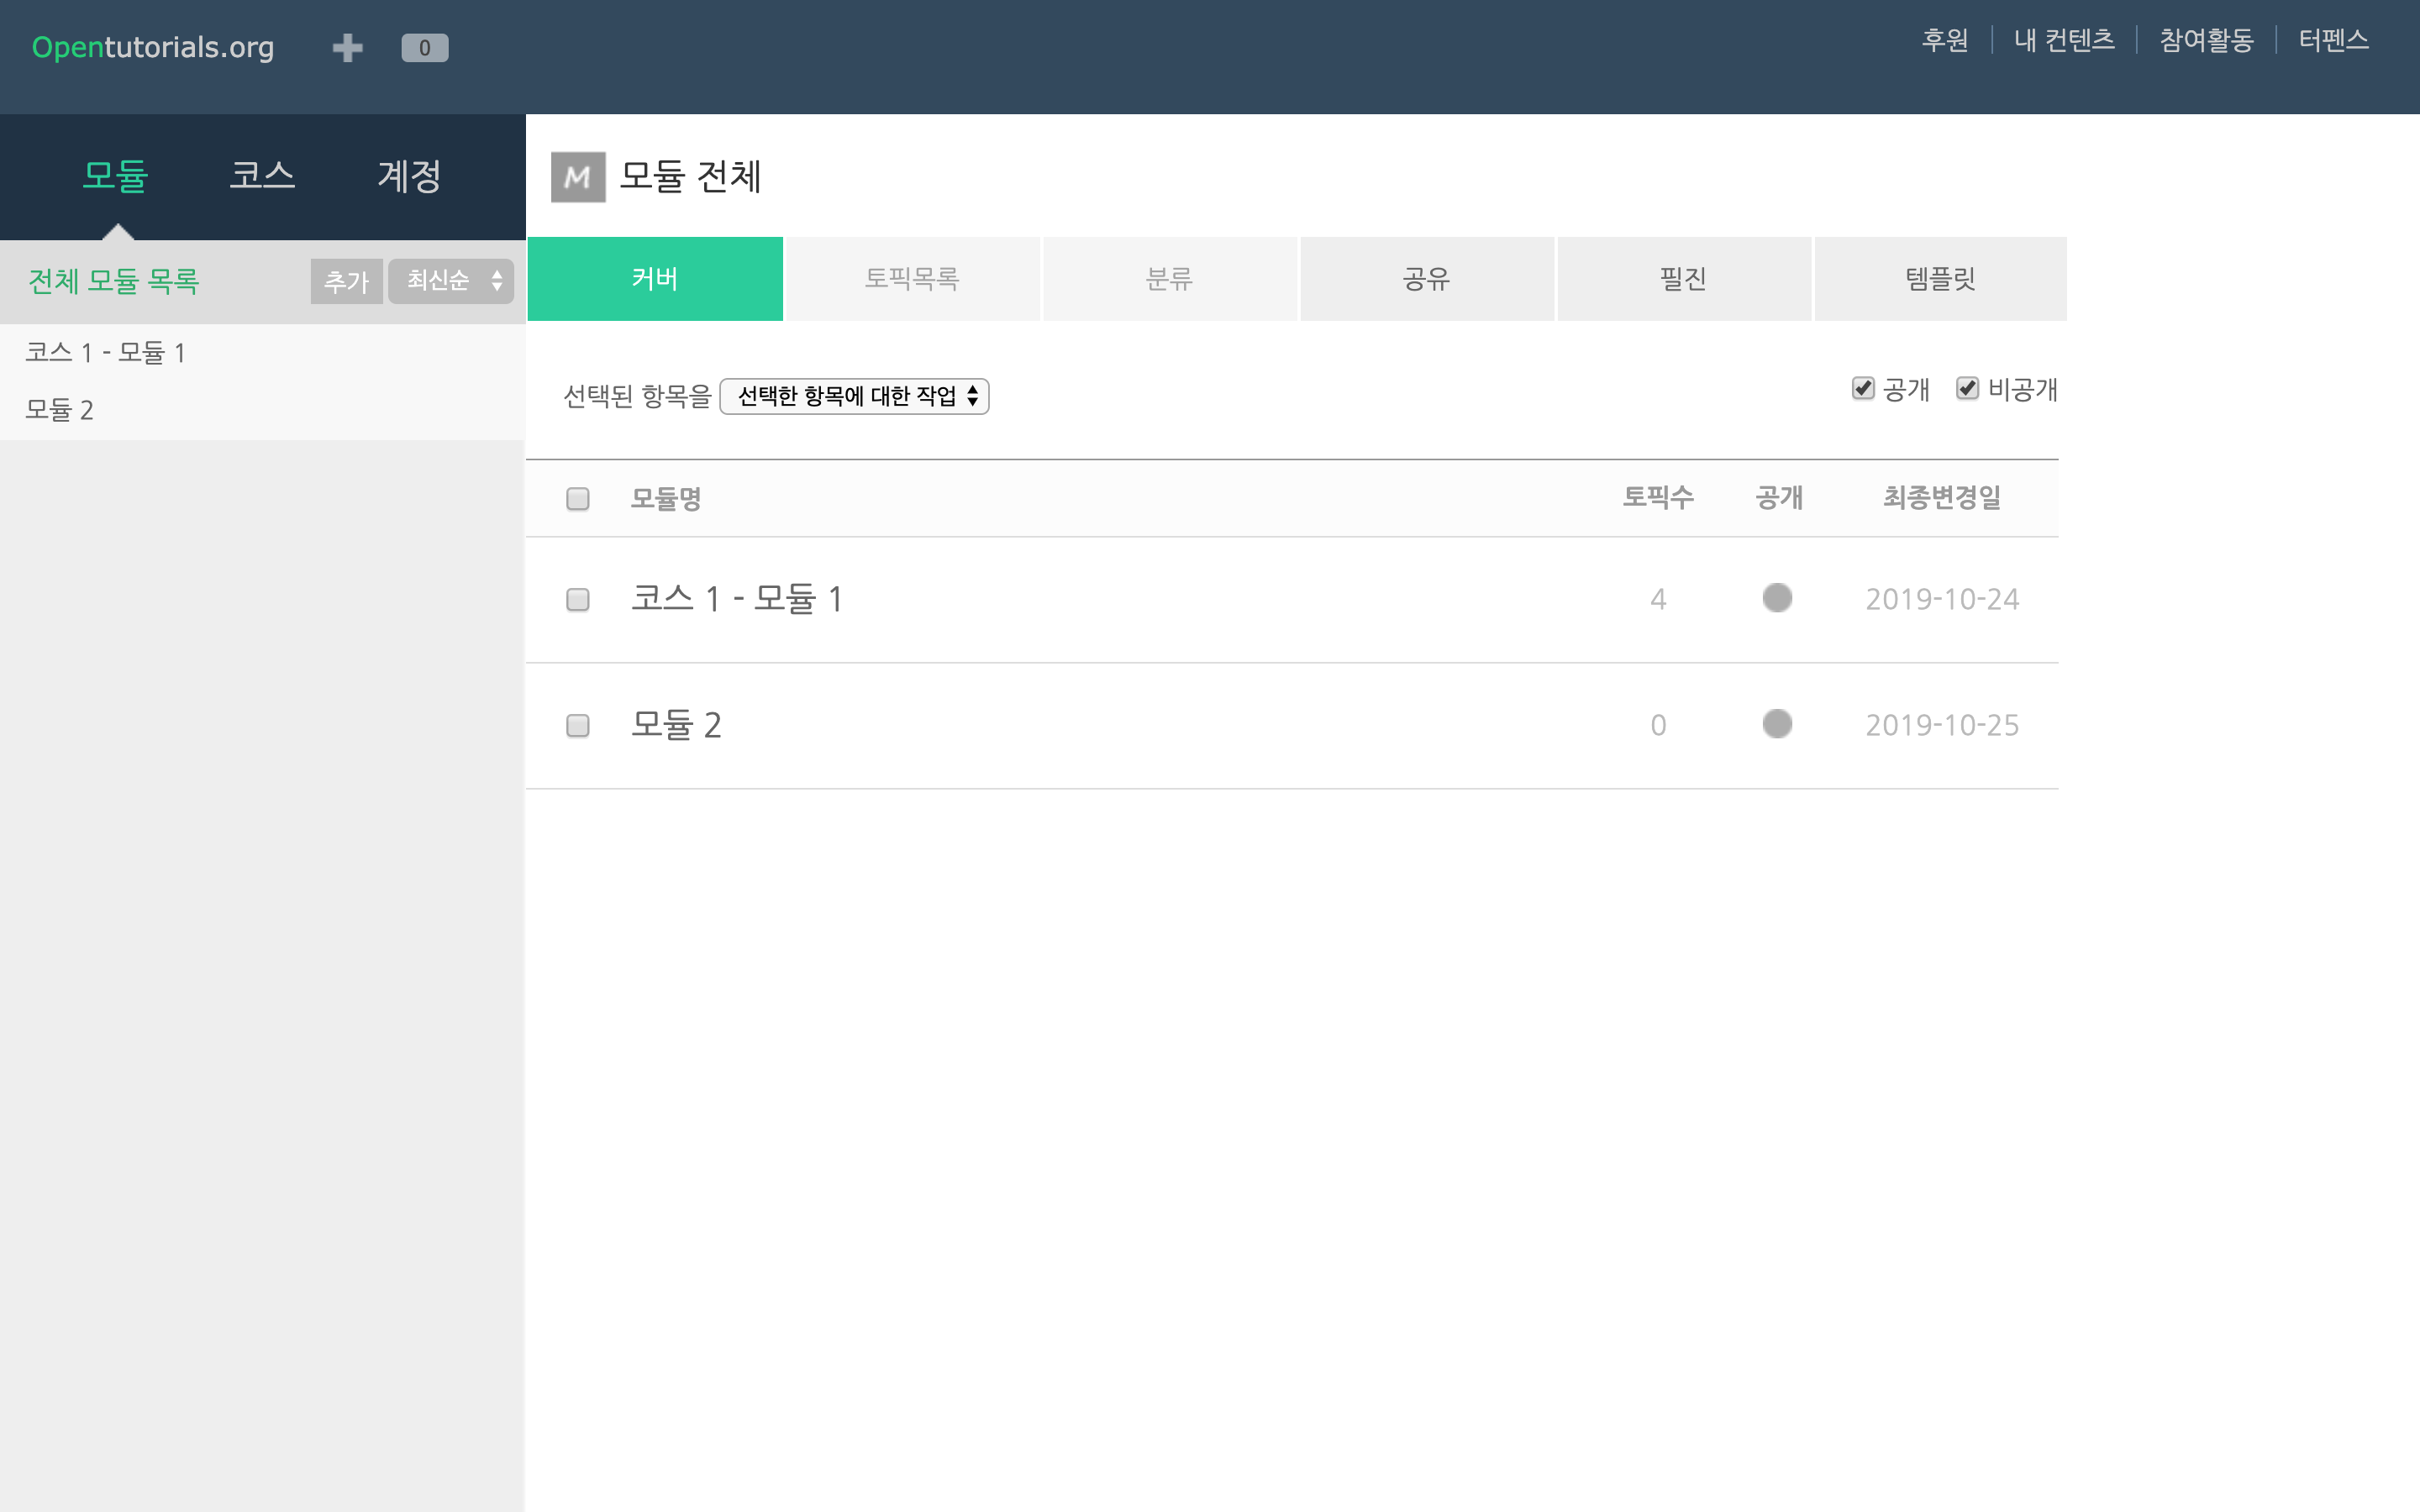 Opentutorials.org 0 후원 내 컨텐츠 참여활동 터펜스
모듈 코스 계정
M 모듈 전체
전체 모듈 목록 추가 최신순
커버 토픽목록 분류 공유 필진 템플릿
코스 1 - 모듈 1
모듈 2
선택된 항목을 선택한 항목에 대한 작업 공개 비공개
모듈명 토픽수 공개 최종변경일
코스 1 - 모듈 1 4 2019-10-24
모듈 2 0 2019-10-25